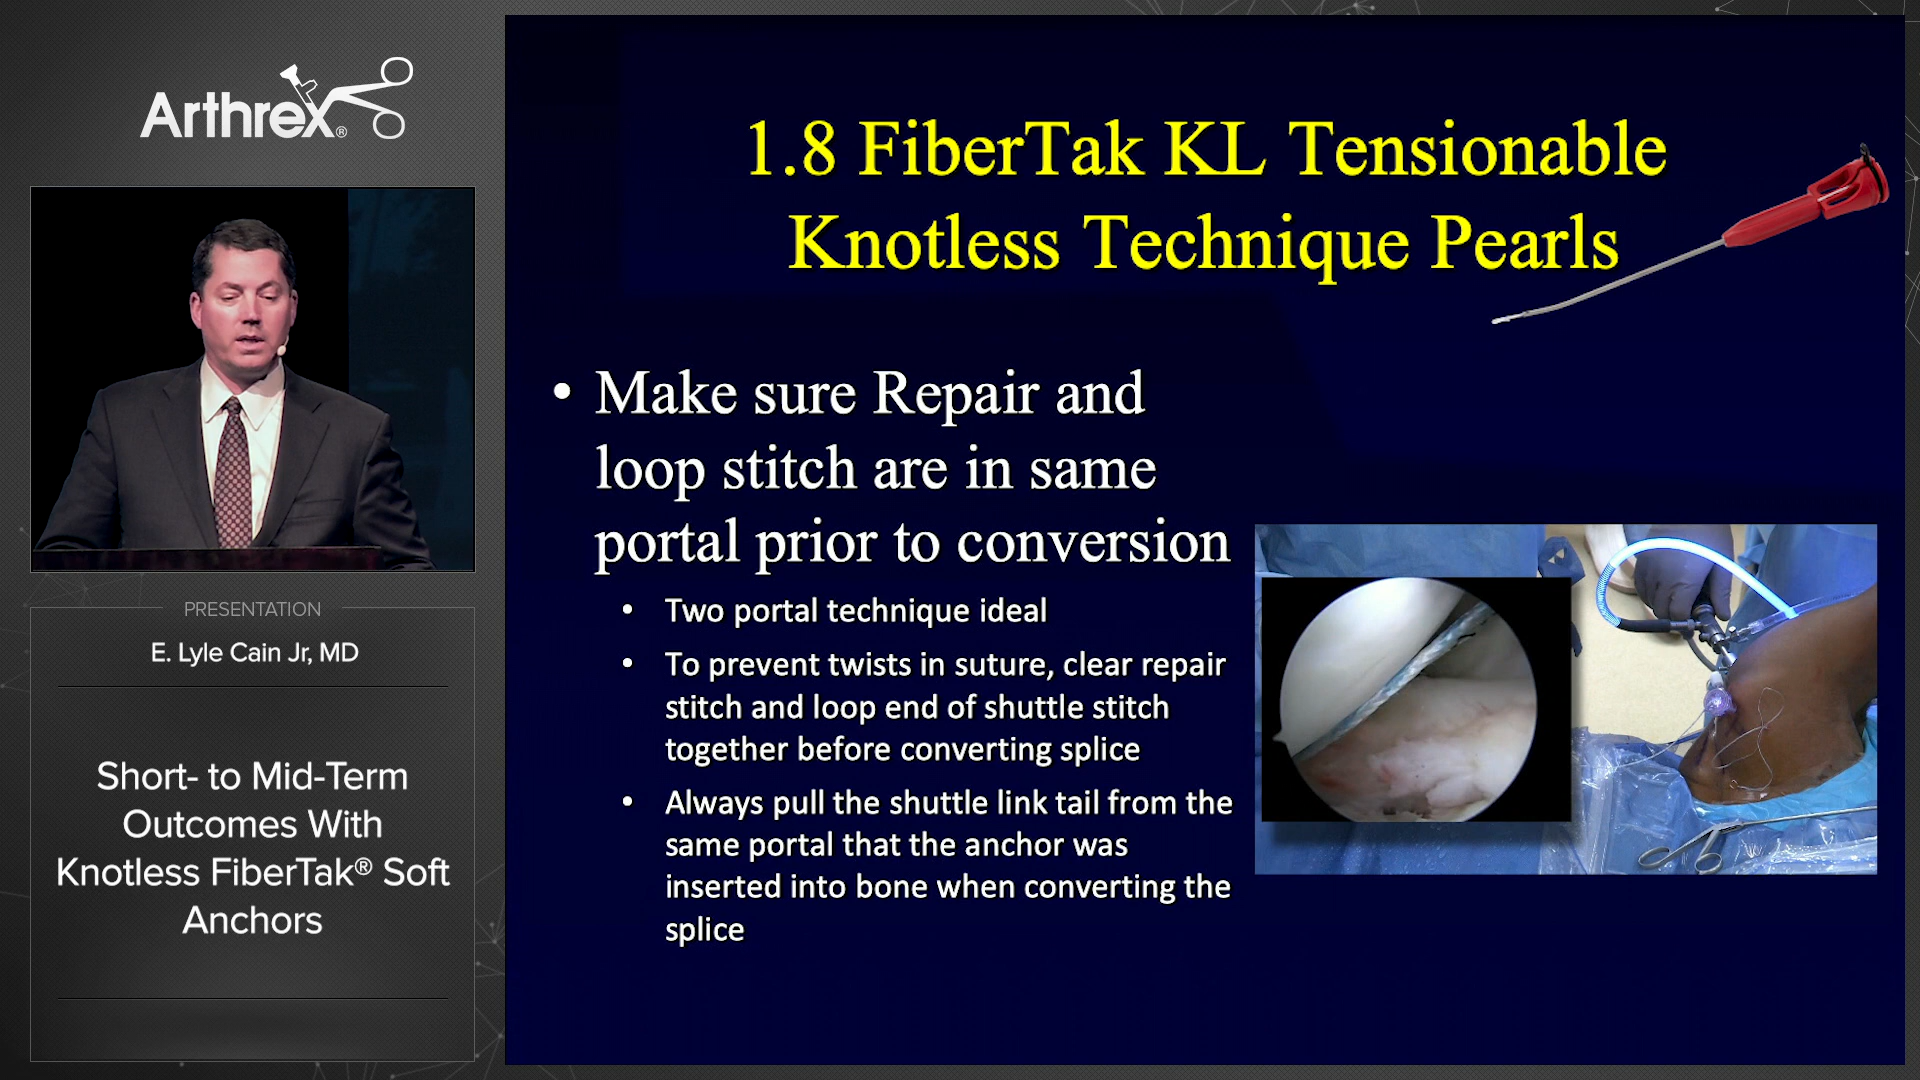 Arthrex®
PRESENTATION
E. Lyle Cain Jr, MD
Short- to Mid-Term
Outcomes With
Knotless FiberTak® Soft
Anchors
1.8 FiberTak KL Tensionable
Knotless Technique Pearls
• Make sure Repair and
loop stitch are in same
portal prior to conversion
• Two portal technique ideal
• To prevent twists in suture, clear repair
stitch and loop end of shuttle stitch
together before converting splice
• Always pull the shuttle link tail from the
same portal that the anchor was
inserted into bone when converting the
splice